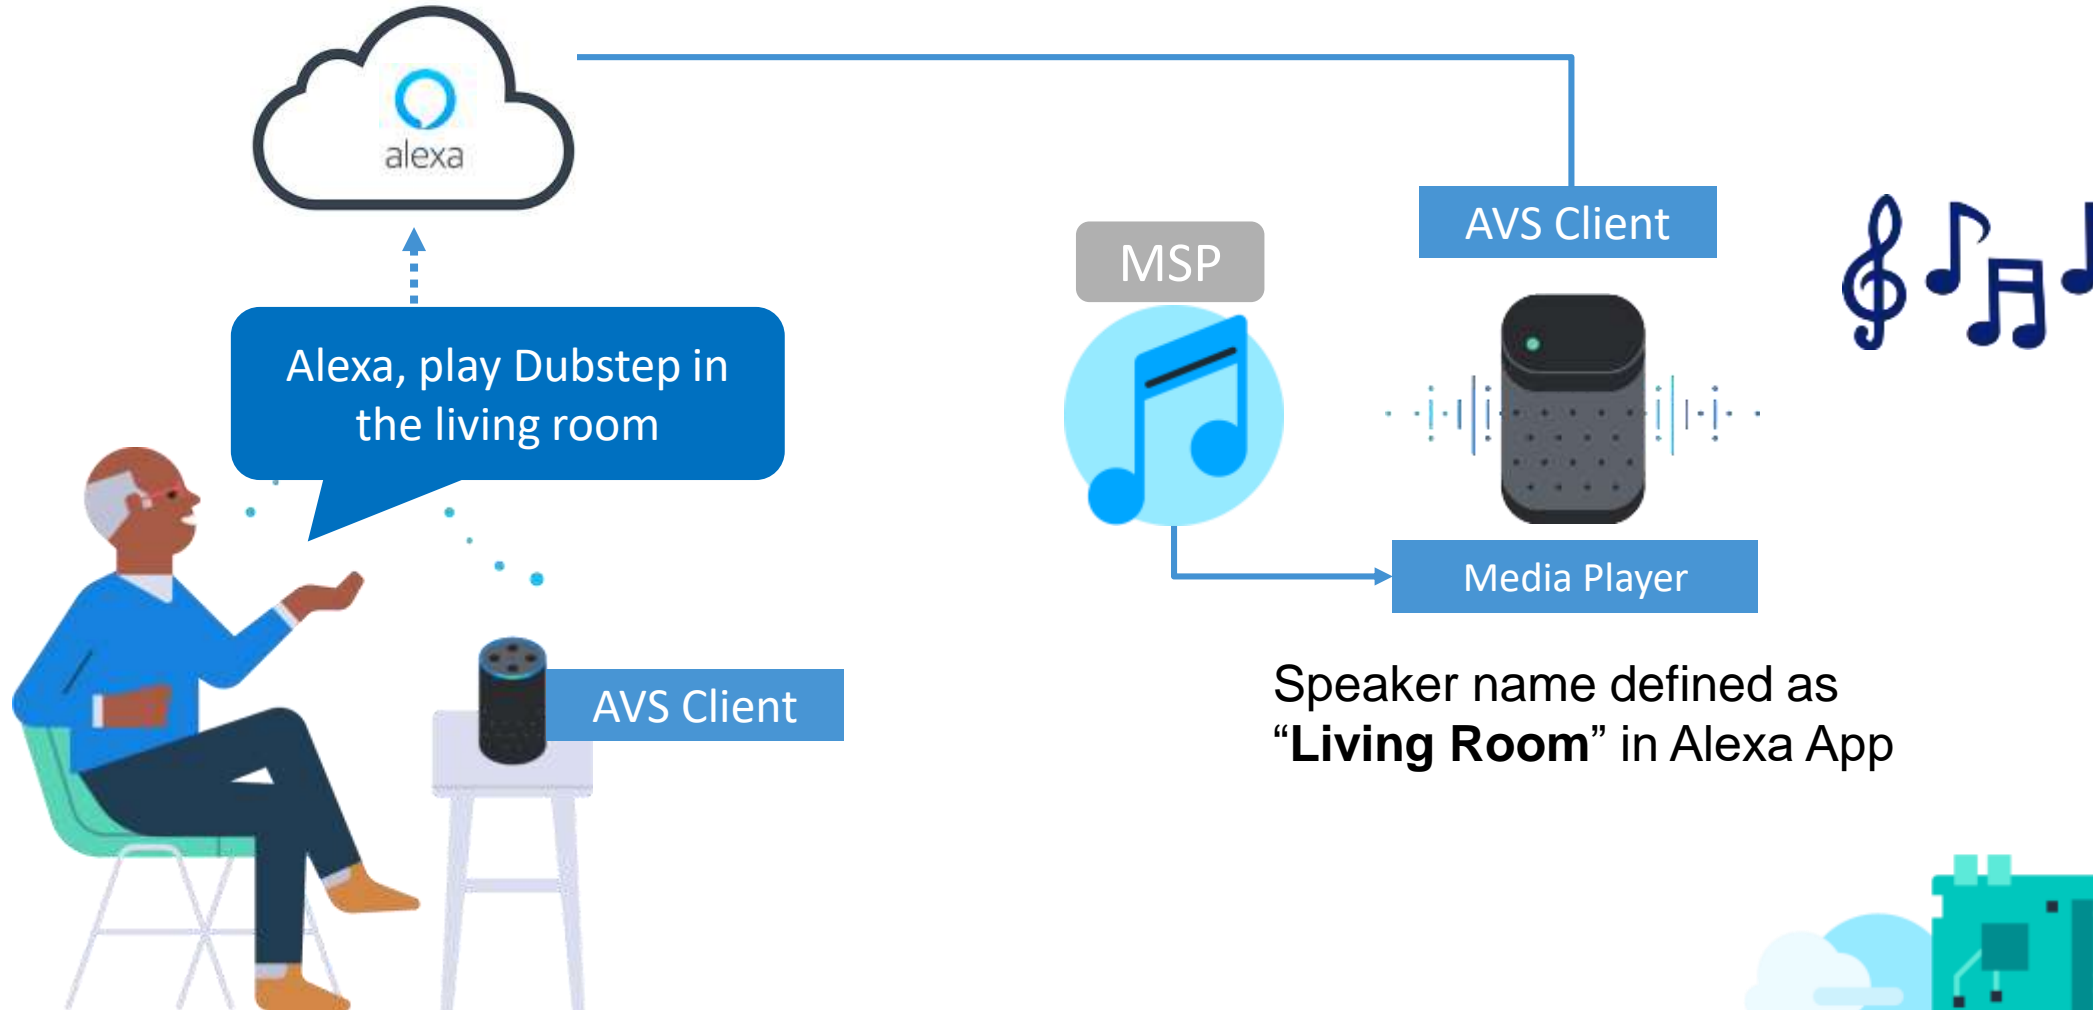 alexa
AVS Client
MSP
Alexa, play Dubstep in
the living room
Media Player
AVS Client
Speaker name defined as
“Living Room” in Alexa App